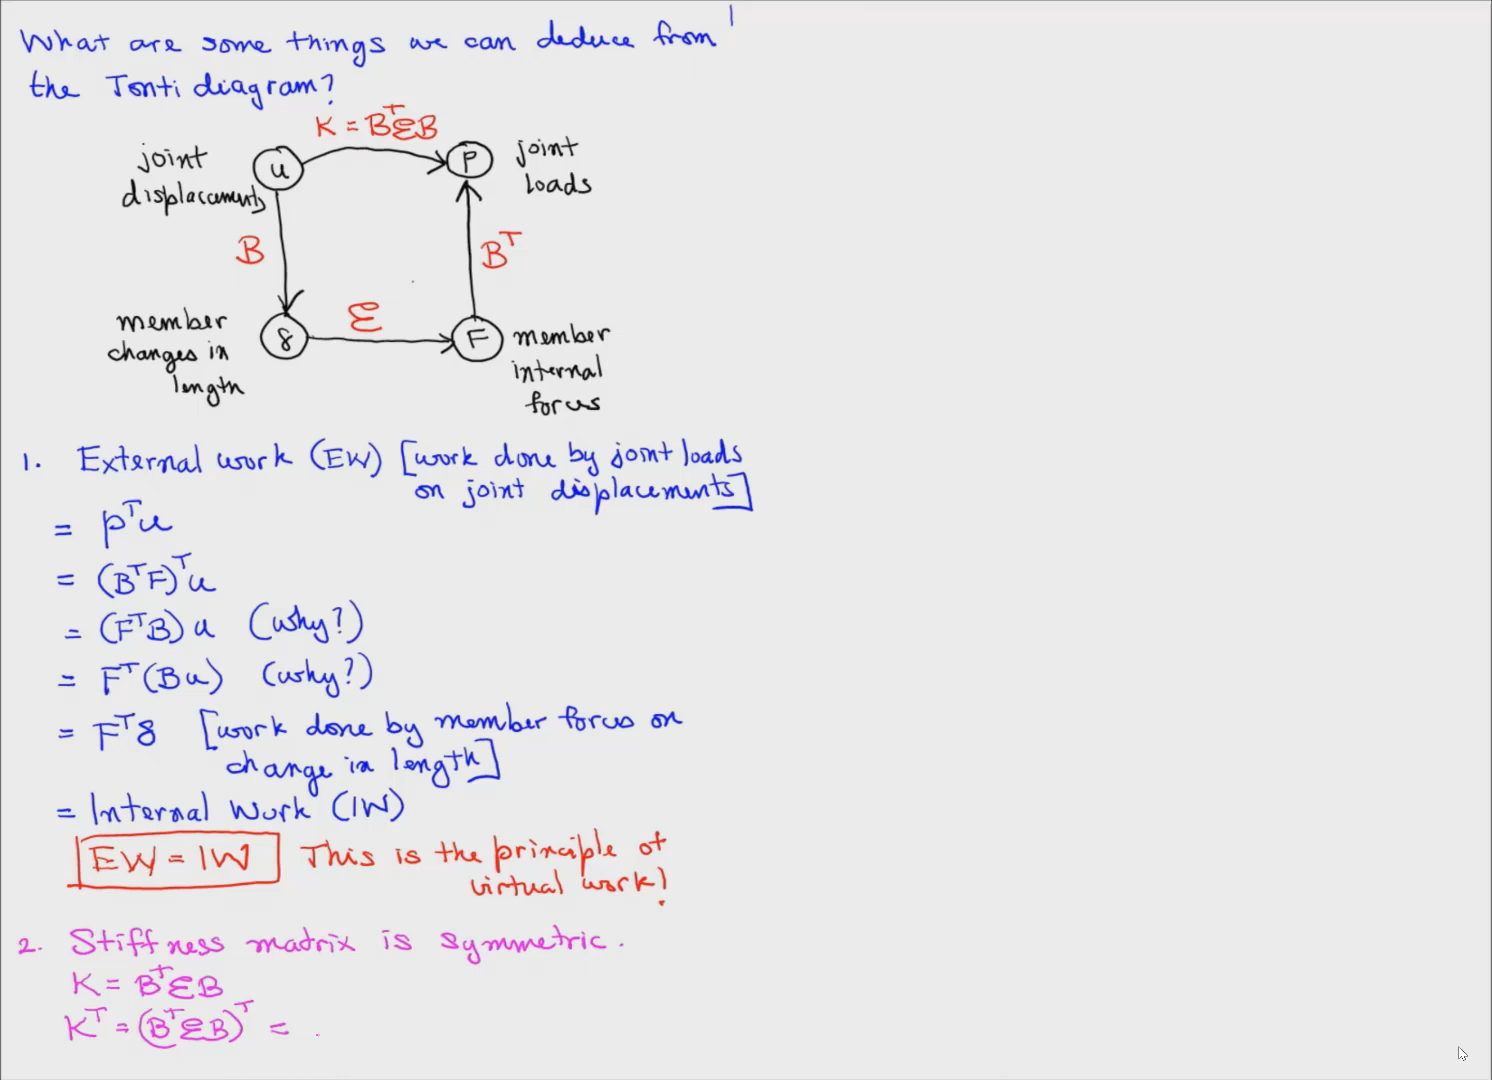 What are some things we can deduce from
the Tonti diagram?
K = BᵀℰB
joint
displacements
u
P
joint
loads
B
Bᵀ
member
changes in
length
δ
ℰ
F
member
internal
forces
1. External work (EW) [work done by joint loads
on joint displacements]
= pᵀu
= (BᵀF)ᵀu
= (FᵀB) u (why?)
= Fᵀ(Bu) (why?)
= Fᵀδ [work done by member forces on
change in length]
= Internal Work (IW)
EW = IW This is the principle of
virtual work!
2. Stiffness matrix is symmetric.
K = BᵀℰB
Kᵀ = (BᵀℰB)ᵀ =